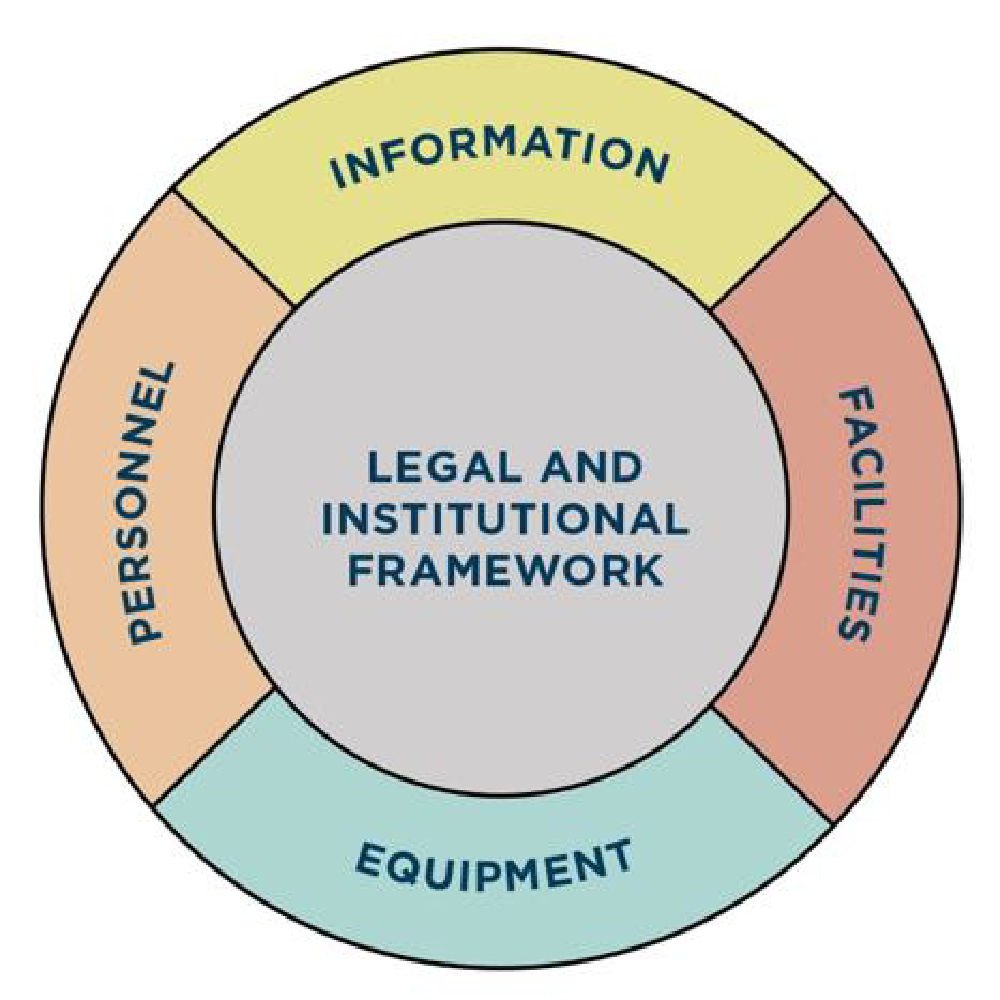 INFORMATION
PERSONNEL
LEGAL AND
INSTITUTIONAL
FRAMEWORK
FACILITIES
EQUIPMENT